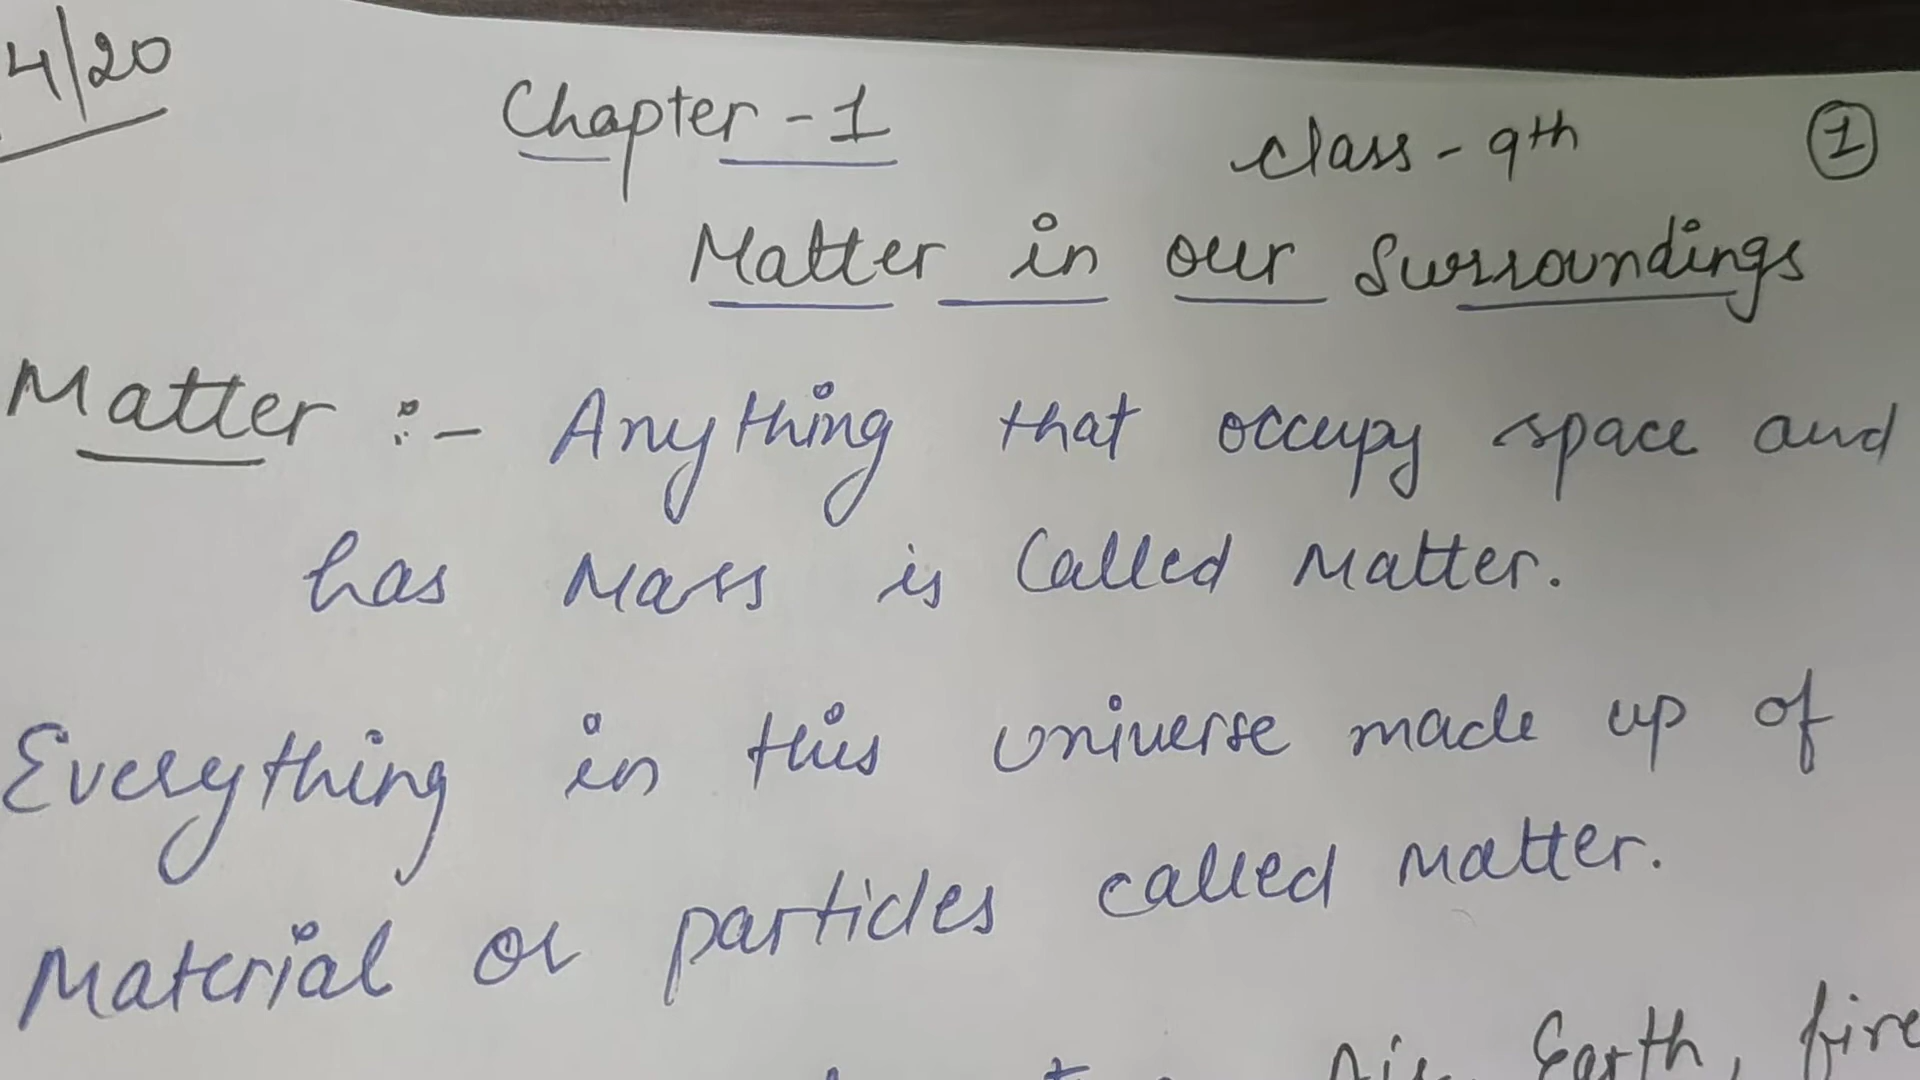 4/20
Chapter - 1
class - 9th
1
Matter in our Surroundings
Matter :- Anything that occupy space and
has Mass is Called Matter.
Everything in this universe made up of
Material or particles called Matter.
Air, Earth, fire